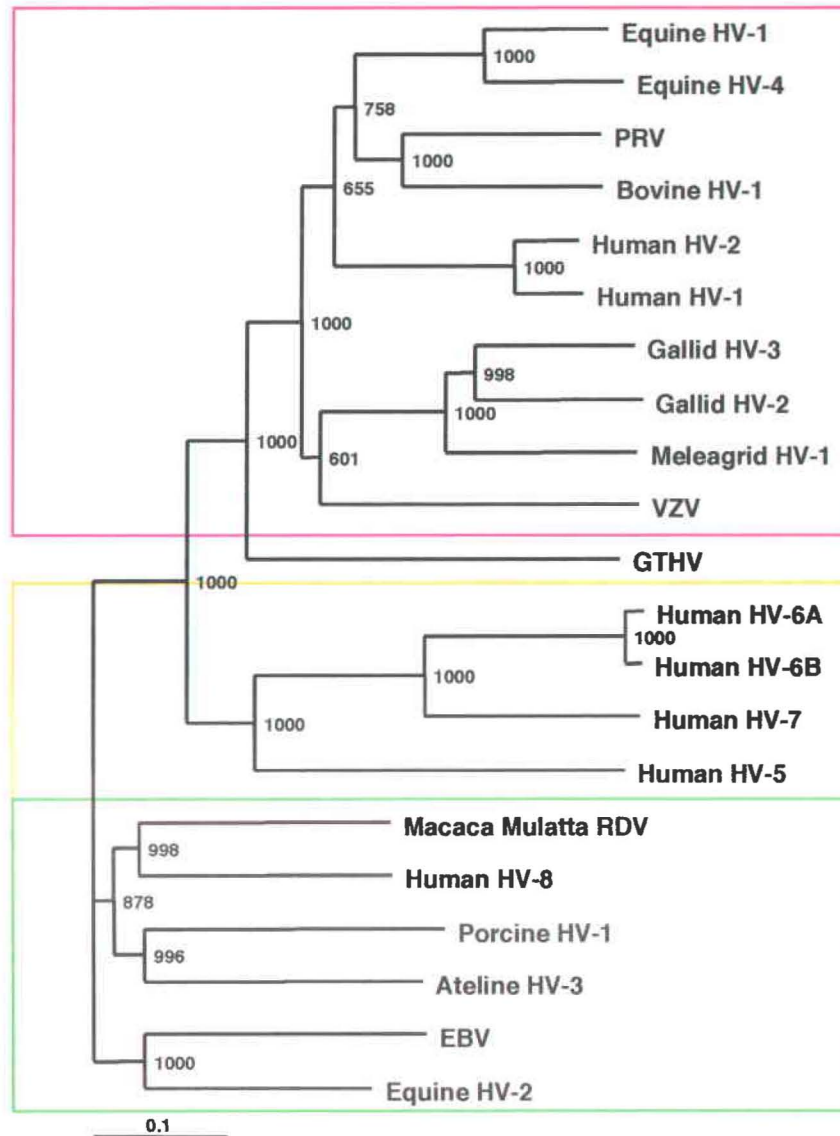 Equine HV-1
1000
Equine HV-4
758
PRV
1000
655
Bovine HV-1
Human HV-2
1000
Human HV-1
1000
Gallid HV-3
998
Gallid HV-2
1000
1000
Meleagrid HV-1
601
VZV
GTHV
1000
Human HV-6A
1000
Human HV-6B
1000
Human HV-7
1000
Human HV-5
Macaca Mulatta RDV
998
Human HV-8
878
Porcine HV-1
996
Ateline HV-3
EBV
1000
Equine HV-2
0.1